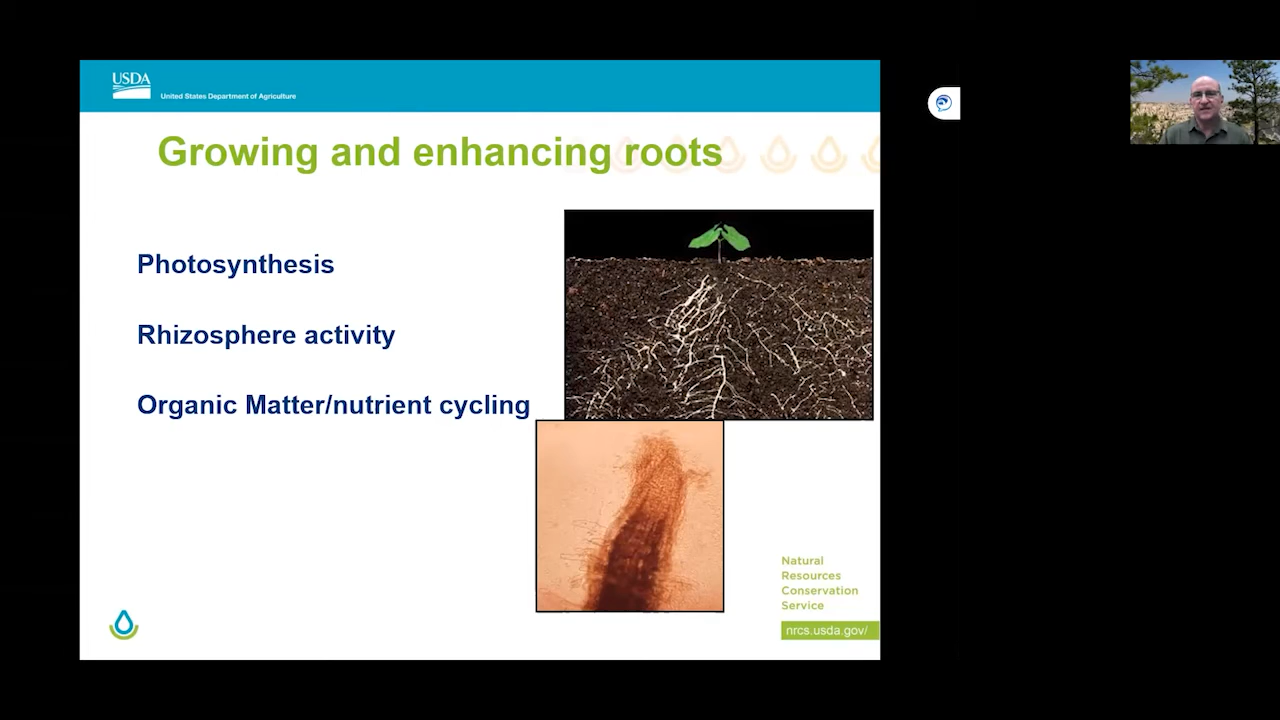 USDA
United States Department of Agriculture
Growing and enhancing roots
Photosynthesis
Rhizosphere activity
Organic Matter/nutrient cycling
Natural
Resources
Conservation
Service
nrcs.usda.gov/